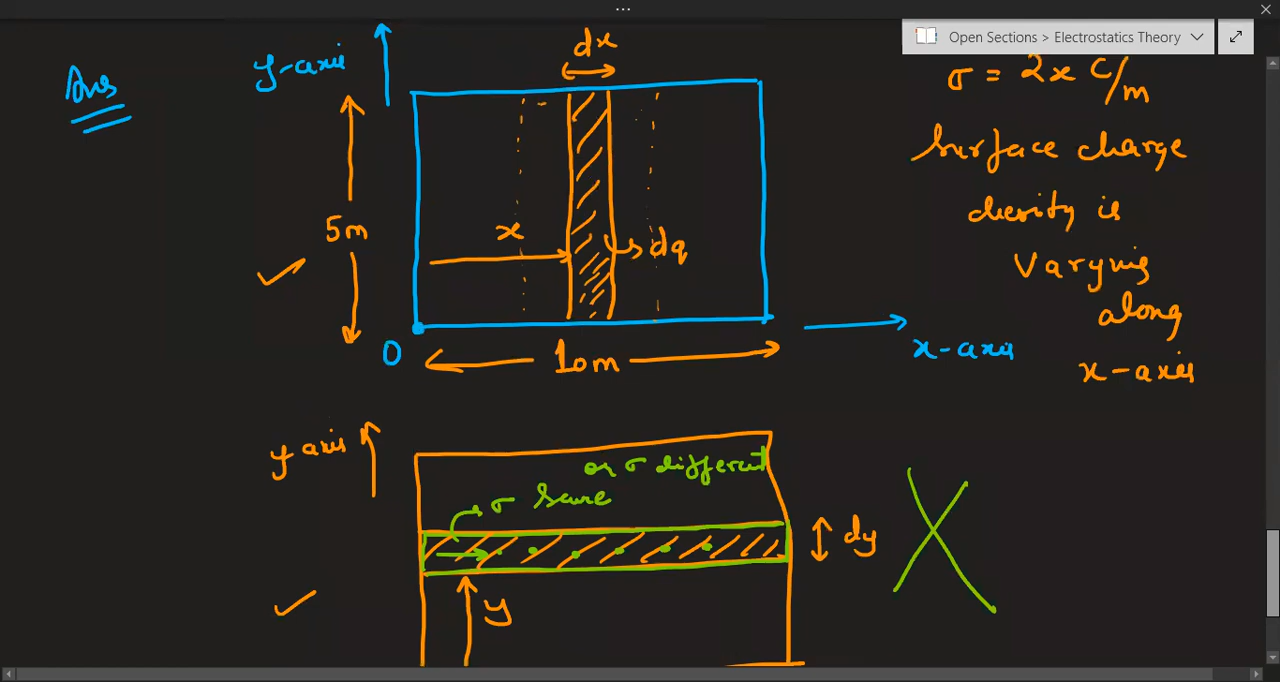 ...
Open Sections > Electrostatics Theory
Ans
y-axis
dx
σ = 2x C/m
Surface charge
density is
varying
along
x-axis
5m
x
dq
0
10m
x-axis
y axis
or σ different
σ same
dy
y